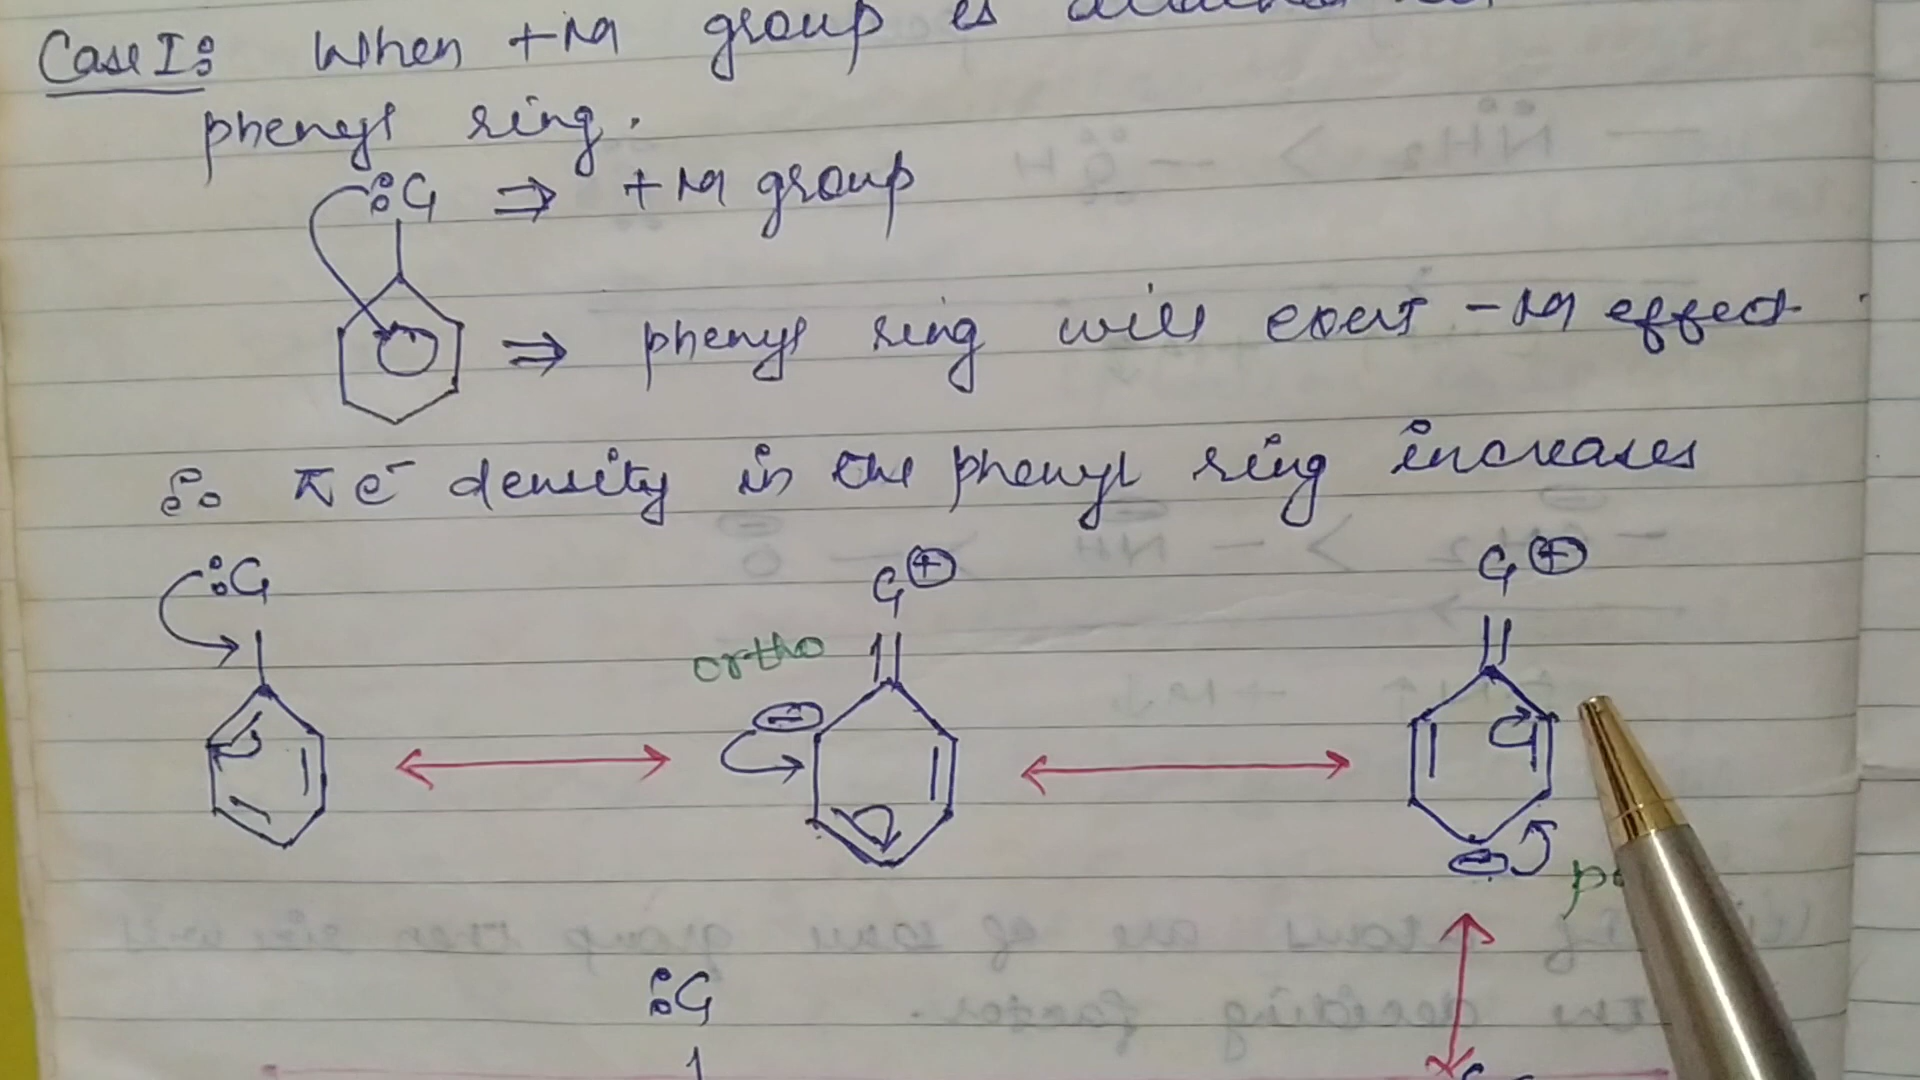 Case I: When +M group is
phenyl ring.
:G ⇒ +M group
⇒ phenyl ring will exert -M effect
So π e⁻ density in the phenyl ring increases
:G G⊕ G⊕
ortho
⊖
⊖
:G